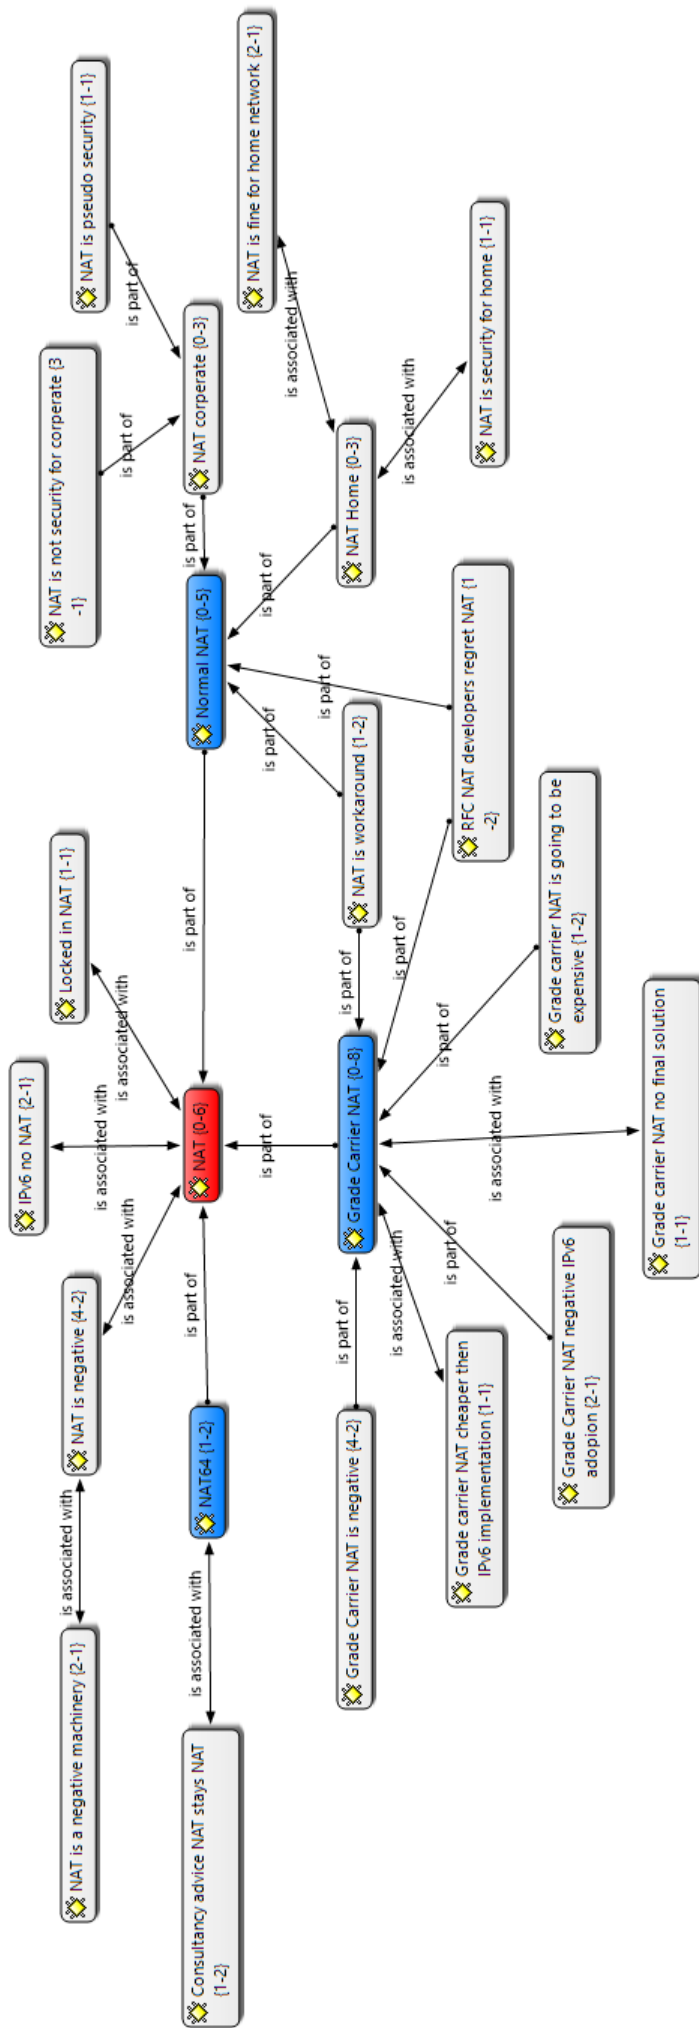 NAT is a negative machinery {2-1}
is associated with
NAT is negative {4-2}
is associated with
IPv6 no NAT {2-1}
is associated with
Locked in NAT {1-1}
is associated with
NAT is not security for corperate {3
-1}
is part of
NAT is pseudo security {1-1}
is part of
Consultancy advice NAT stays NAT
{1-2}
is associated with
NAT64 {1-2}
is part of
NAT {0-6}
is part of
Normal NAT {0-5}
is part of
NAT corperate {0-3}
is part of
is part of
is part of
is part of
is associated with
NAT is fine for home network {2-1}
Grade Carrier NAT is negative {4-2}
is part of
Grade Carrier NAT {0-8}
is part of
NAT is workaround {1-2}
NAT Home {0-3}
is associated with
is associated with
is part of
Grade carrier NAT cheaper then
IPv6 implementation {1-1}
is part of
is associated with
is part of
RFC NAT developers regret NAT {1
-2}
NAT is security for home {1-1}
Grade Carrier NAT negative IPv6
adopion {2-1}
Grade carrier NAT is going to be
expensive {1-2}
Grade carrier NAT no final solution
{1-1}